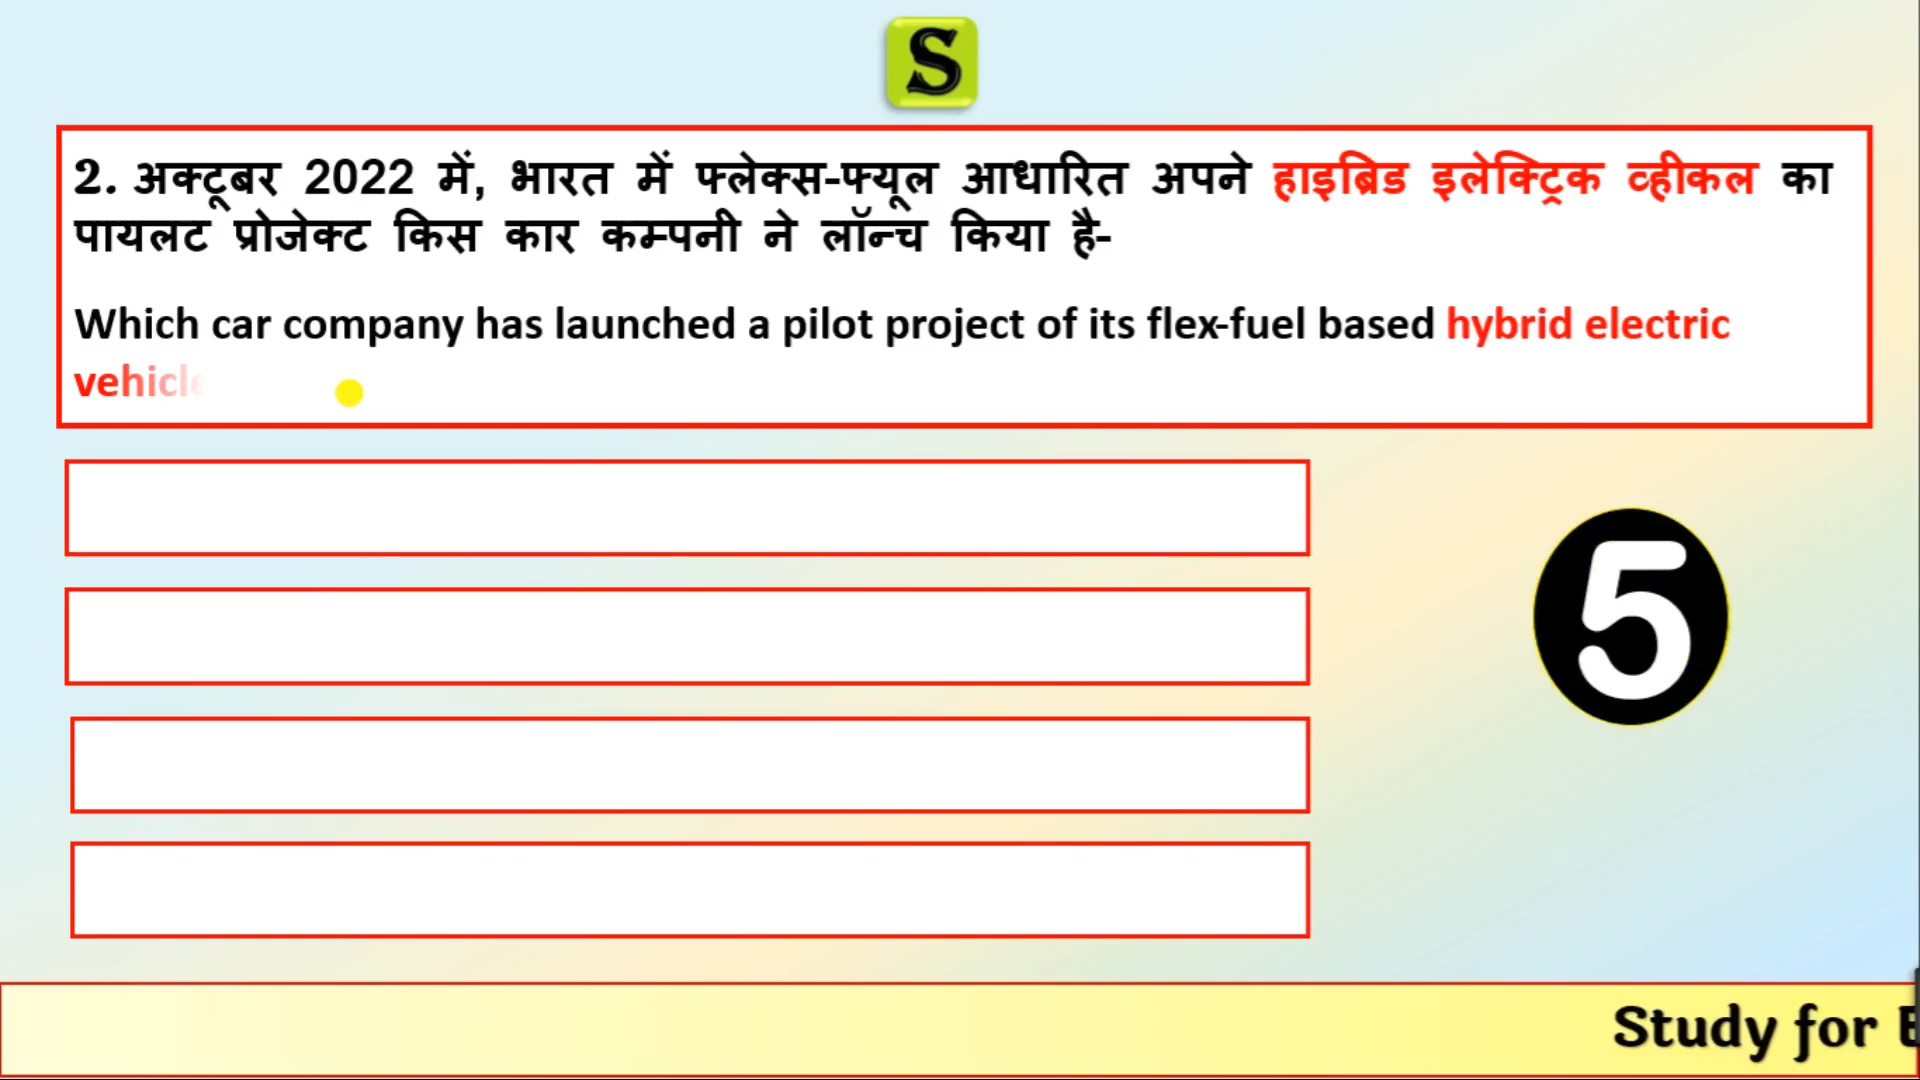 S
2. अक्टूबर 2022 में, भारत में फ्लेक्स-फ्यूल आधारित अपने हाइब्रिड इलेक्ट्रिक व्हीकल का
पायलट प्रोजेक्ट किस कार कम्पनी ने लॉन्च किया है-
Which car company has launched a pilot project of its flex-fuel based hybrid electric
vehicle
5
Study for